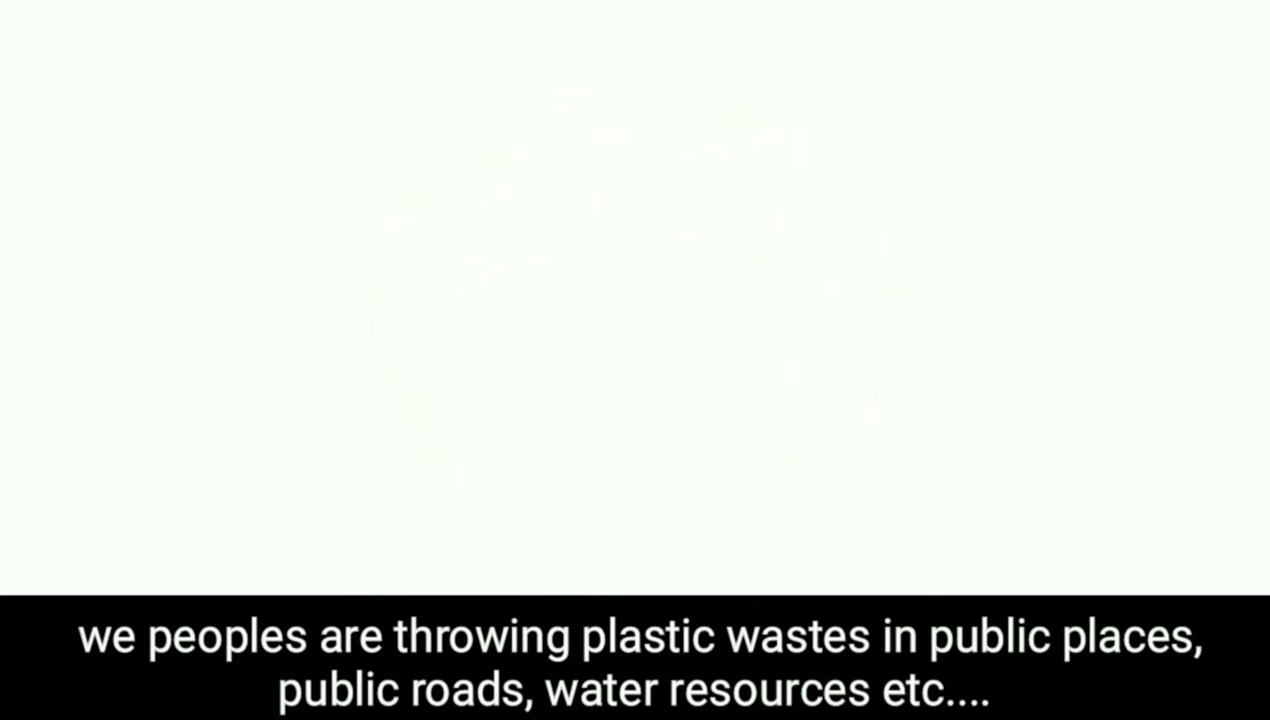 we peoples are throwing plastic wastes in public places,
public roads, water resources etc....